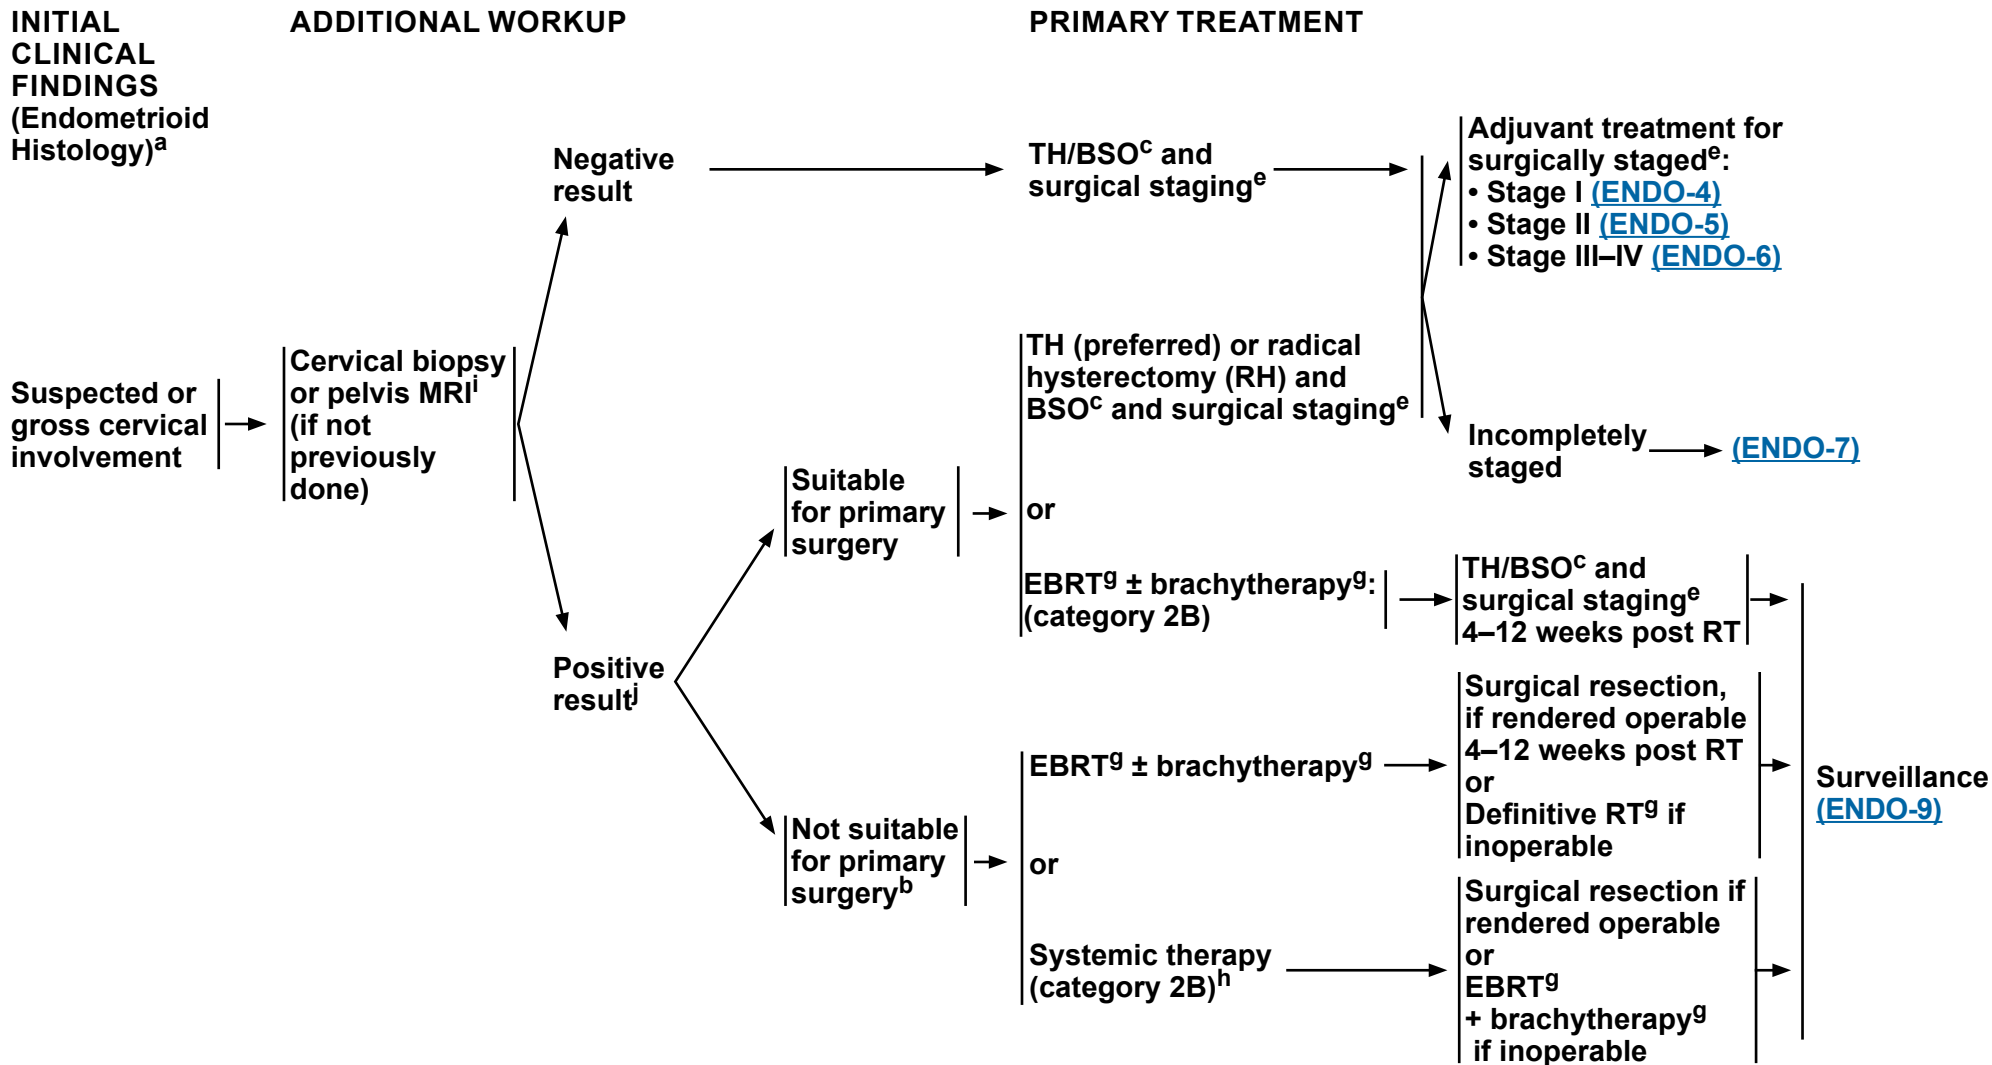 INITIAL
CLINICAL
FINDINGS
(Endometrioid
Histology)a
ADDITIONAL WORKUP
PRIMARY TREATMENT
Suspected or
gross cervical
involvement
Cervical biopsy
or pelvis MRIi
(if not
previously
done)
Negative
result
TH/BSOc and
surgical staginge
Adjuvant treatment for
surgically stagede:
• Stage I (ENDO-4)
• Stage II (ENDO-5)
• Stage III–IV (ENDO-6)
Incompletely
staged
(ENDO-7)
Positive
resultj
Suitable
for primary
surgery
TH (preferred) or radical
hysterectomy (RH) and
BSOc and surgical staginge
or
EBRTg ± brachytherapyg:
(category 2B)
TH/BSOc and
surgical staginge
4–12 weeks post RT
Not suitable
for primary
surgeryb
EBRTg ± brachytherapyg
or
Systemic therapy
(category 2B)h
Surgical resection,
if rendered operable
4–12 weeks post RT
or
Definitive RTg if
inoperable
Surgical resection if
rendered operable
or
EBRTg
+ brachytherapyg
if inoperable
Surveillance
(ENDO-9)